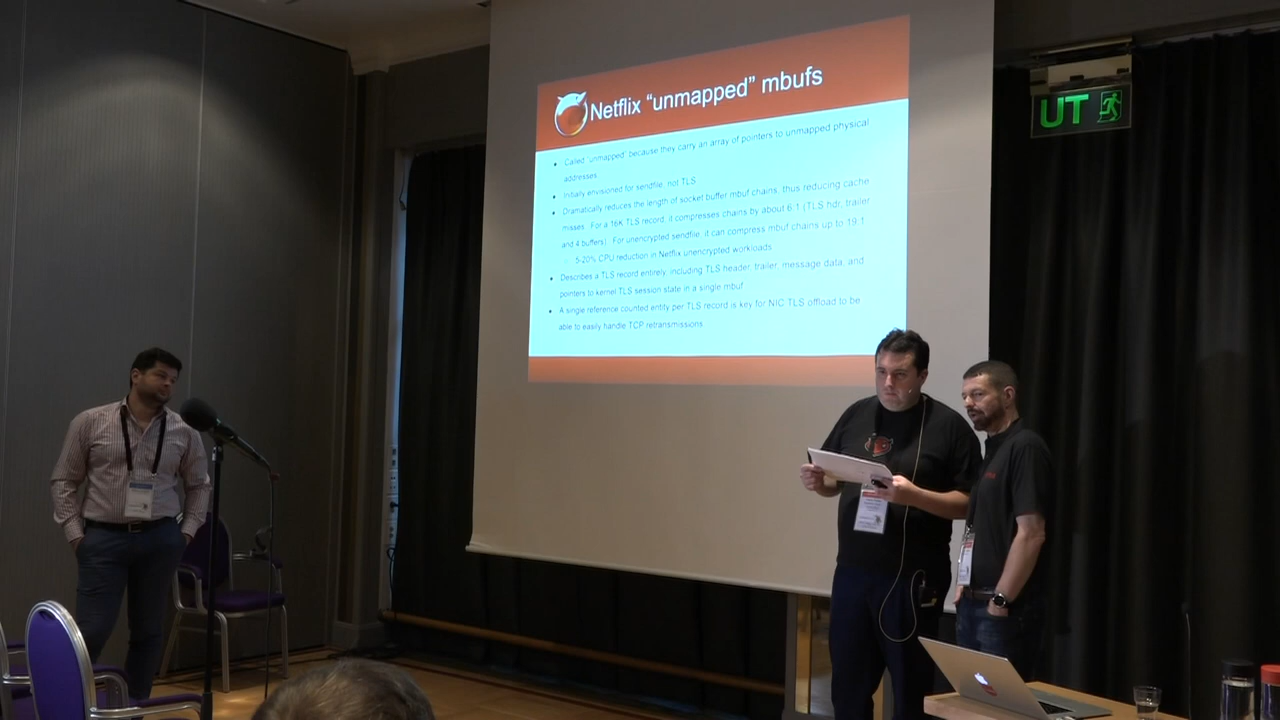 Netflix “unmapped” mbufs
Called “unmapped” because they carry an array of pointers to unmapped physical
addresses.
Initially envisioned for sendfile, not TLS
Dramatically reduces the length of socket buffer mbuf chains, thus reducing cache
misses. For a 16K TLS record, it compresses chains by about 6:1 (TLS hdr, trailer
and 4 buffers). For unencrypted sendfile, it can compress mbuf chains up to 19:1
5-20% CPU reduction in Netflix unencrypted workloads
Describes a TLS record entirely, including TLS header, trailer, message data, and
pointers to kernel TLS session state in a single mbuf
A single reference counted entity per TLS record is key for NIC TLS offload to be
able to easily handle TCP retransmissions
UT